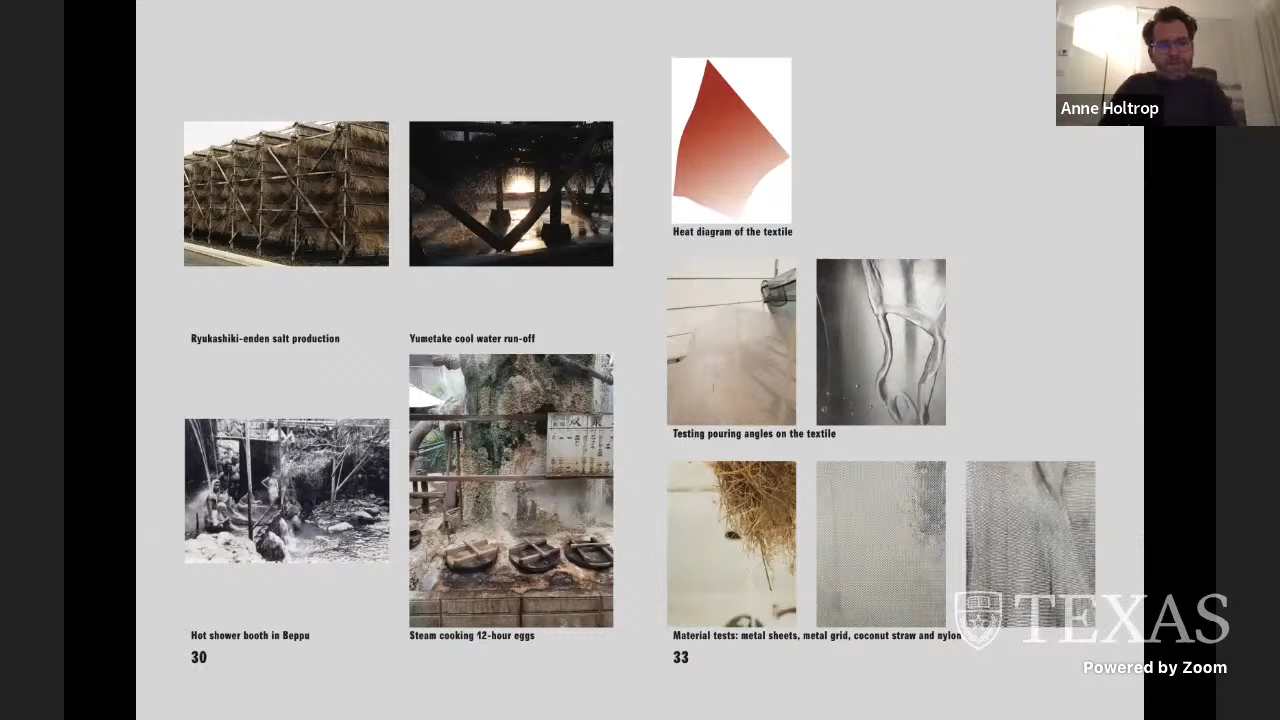 Anne Holtrop
Heat diagram of the textile
Ryukashiki-enden salt production
Yumetake cool water run-off
Testing pouring angles on the textile
Hot shower booth in Beppu
Steam cooking 12-hour eggs
Material tests: metal sheets, metal grid, coconut straw and nylon
30
33
TEXAS
Powered by Zoom